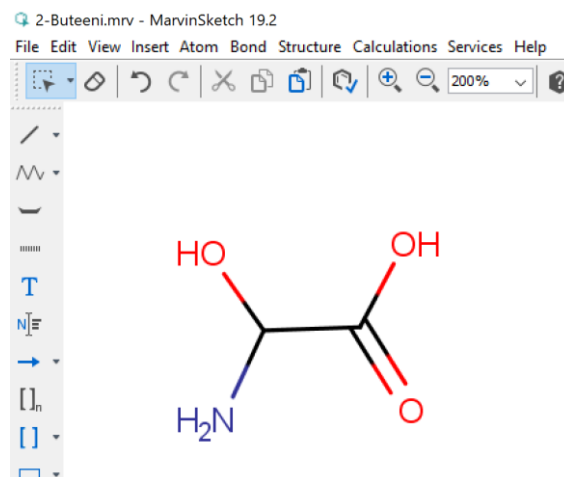 2-Buteeni.mrv - MarvinSketch 19.2
File Edit View Insert Atom Bond Structure Calculations Services Help
200%
T
N
[ ]n
[ ]
HO
OH
H2N
O